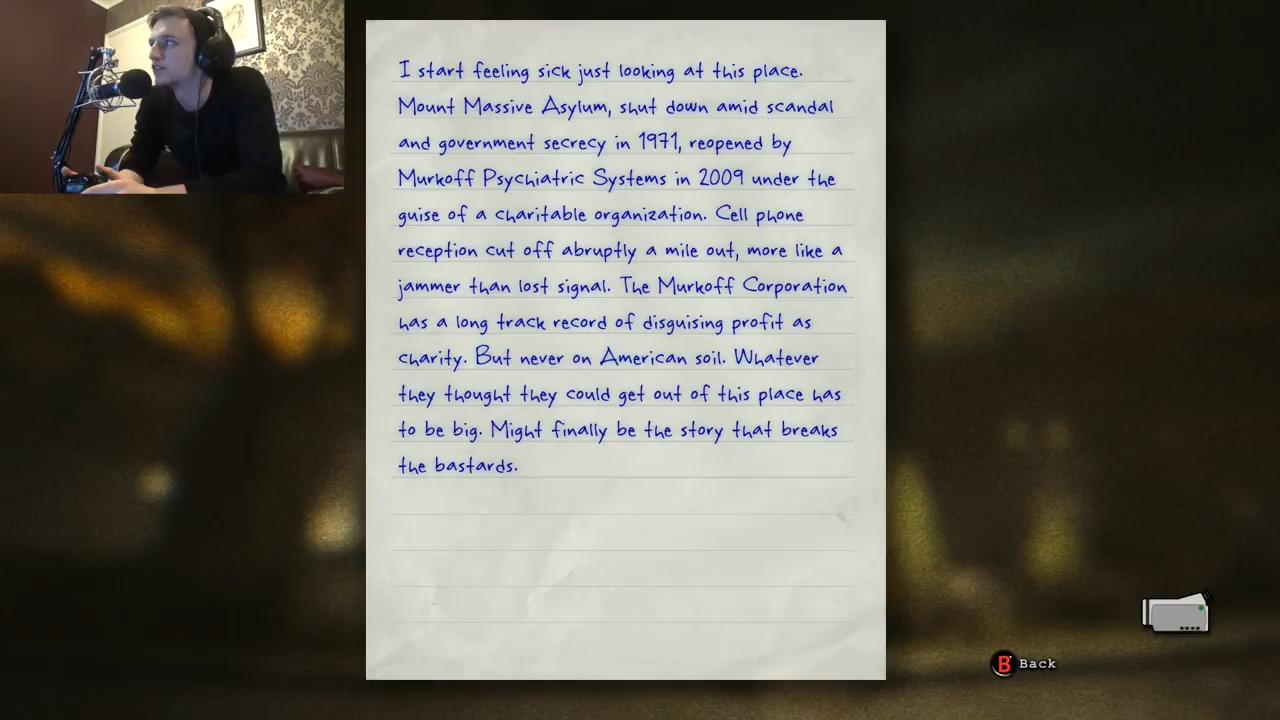 I start feeling sick just looking at this place.
Mount Massive Asylum, shut down amid scandal
and government secrecy in 1971, reopened by
Murkoff Psychiatric Systems in 2009 under the
guise of a charitable organization. Cell phone
reception cut off abruptly a mile out, more like a
jammer than lost signal. The Murkoff Corporation
has a long track record of disguising profit as
charity. But never on American soil. Whatever
they thought they could get out of this place has
to be big. Might finally be the story that breaks
the bastards.
B Back